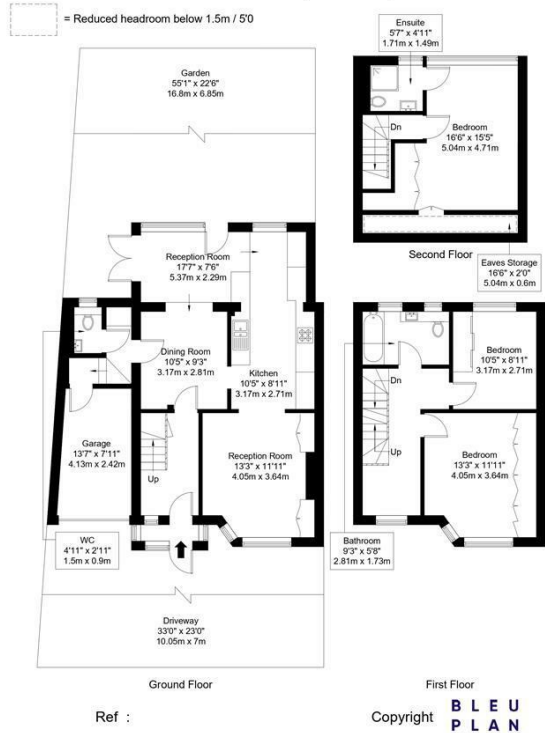 = Reduced headroom below 1.5m / 5'0
Ensuite
5'7" x 4'11"
1.71m x 1.49m
Garden
55'1" x 22'6"
16.8m x 6.85m
Dn
Bedroom
16'6" x 15'5"
5.04m x 4.71m
Second Floor
Eaves Storage
16'6" x 2'0"
5.04m x 0.6m
Reception Room
17'7" x 7'6"
5.37m x 2.29m
Dining Room
10'5" x 9'3"
3.17m x 2.81m
Kitchen
10'5" x 8'11"
3.17m x 2.71m
Garage
13'7" x 7'11"
4.13m x 2.42m
Up
Reception Room
13'3" x 11'11"
4.05m x 3.64m
WC
4'11" x 2'11"
1.5m x 0.9m
Driveway
33'0" x 23'0"
10.05m x 7m
Ground Floor
Bedroom
10'5" x 8'11"
3.17m x 2.71m
Dn
Up
Bedroom
13'3" x 11'11"
4.05m x 3.64m
Bathroom
9'3" x 5'8"
2.81m x 1.73m
First Floor
Ref :
Copyright
BLEU
PLAN